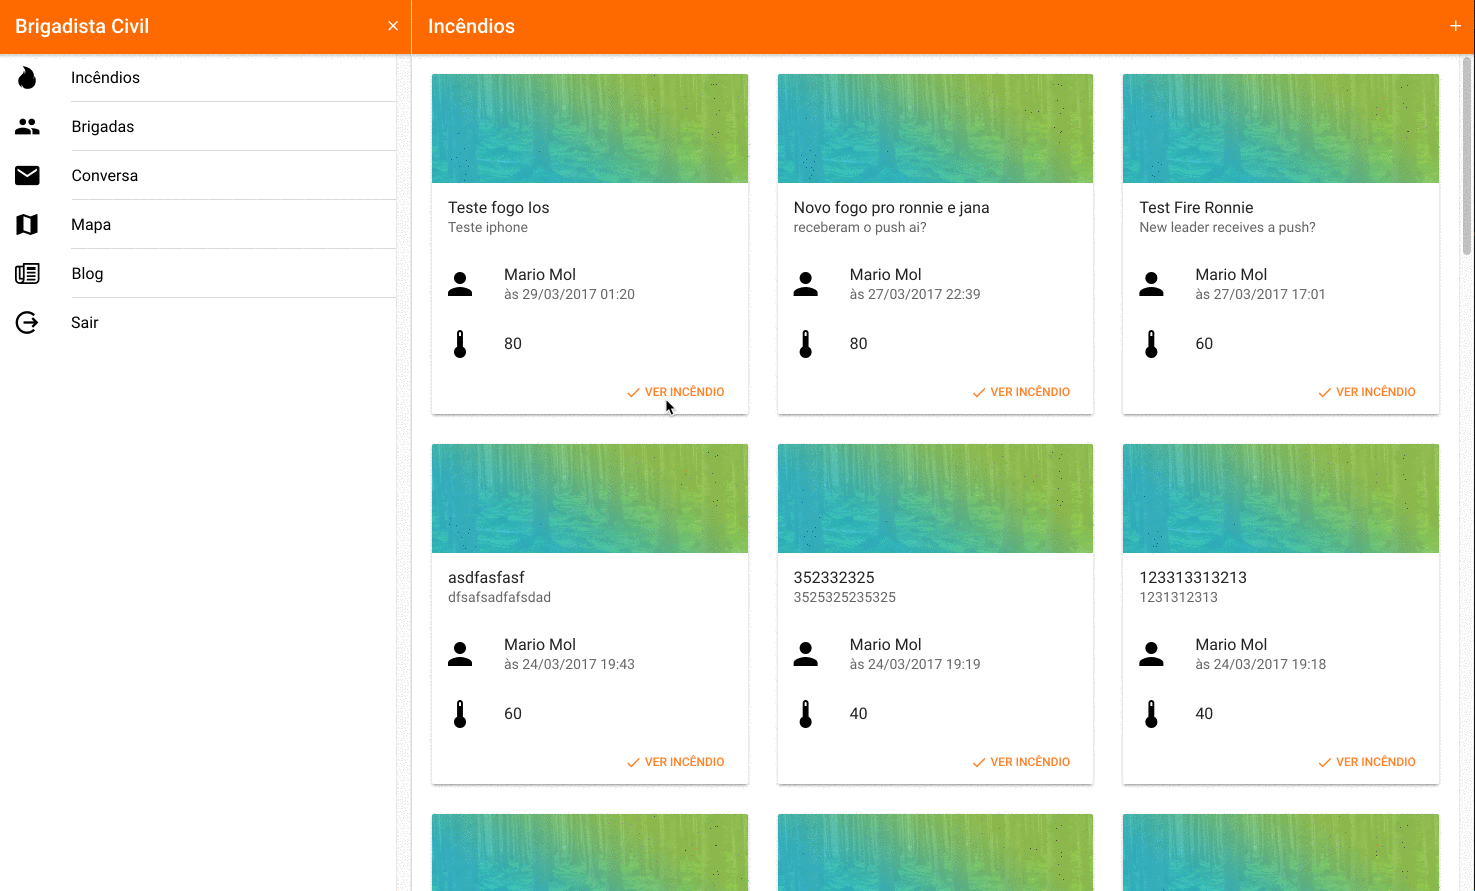 Brigadista Civil
Incêndios
Brigadas
Conversa
Mapa
Blog
Sair
Incêndios
Teste fogo Ios
Teste iphone
Mario Mol
às 29/03/2017 01:20
80
VER INCÊNDIO
Novo fogo pro ronnie e jana
receberam o push ai?
Mario Mol
às 27/03/2017 22:39
80
VER INCÊNDIO
Test Fire Ronnie
New leader receives a push?
Mario Mol
às 27/03/2017 17:01
60
VER INCÊNDIO
asdfasfasf
dfsafsadfafsdad
Mario Mol
às 24/03/2017 19:43
60
VER INCÊNDIO
352332325
3525325235325
Mario Mol
às 24/03/2017 19:19
40
VER INCÊNDIO
123313313213
1231312313
Mario Mol
às 24/03/2017 19:18
40
VER INCÊNDIO